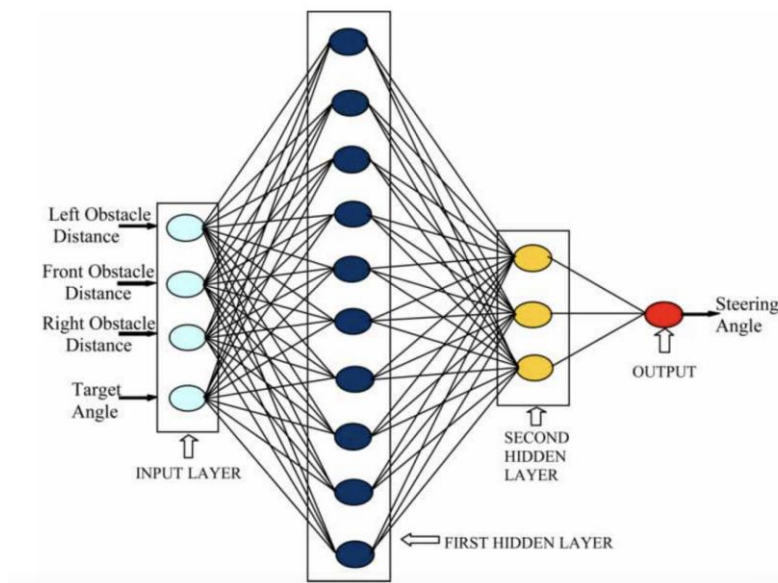 Left Obstacle
Distance
Front Obstacle
Distance
Right Obstacle
Distance
Target
Angle
INPUT LAYER
FIRST HIDDEN LAYER
SECOND
HIDDEN
LAYER
OUTPUT
Steering
Angle